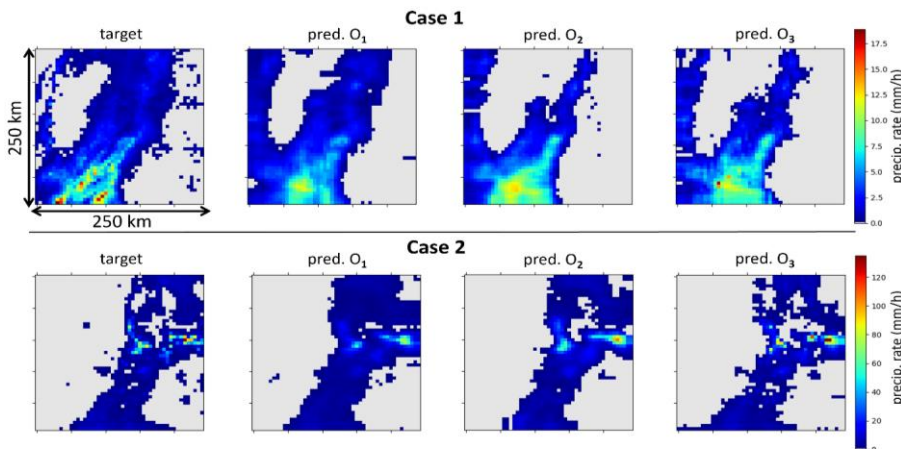 Case 1
target
pred. O₁
pred. O₂
pred. O₃
250 km
250 km
17.5
15.0
12.5
10.0
7.5
5.0
2.5
0.0
precip. rate (mm/h)
Case 2
target
pred. O₁
pred. O₂
pred. O₃
120
100
80
60
40
20
0
precip. rate (mm/h)